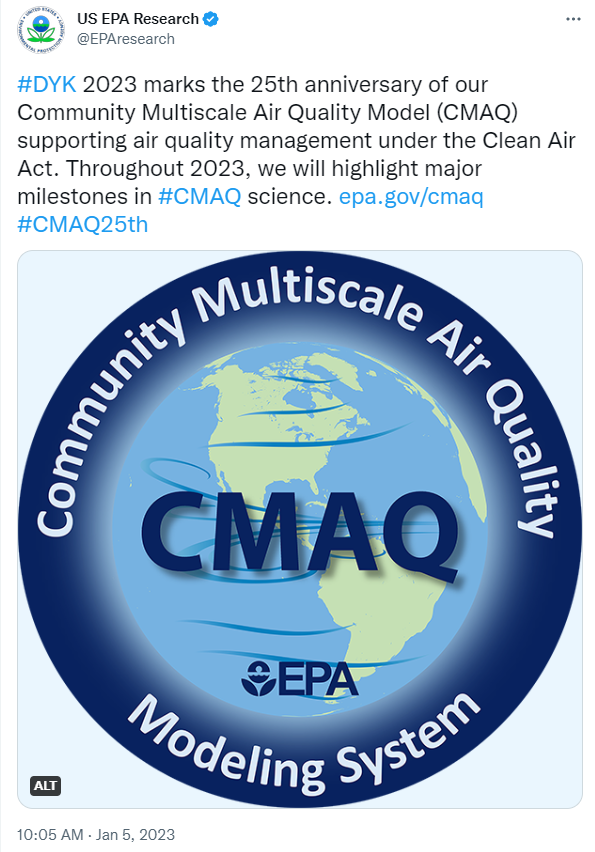 US EPA Research
@EPAresearch
#DYK 2023 marks the 25th anniversary of our
Community Multiscale Air Quality Model (CMAQ)
supporting air quality management under the Clean Air
Act. Throughout 2023, we will highlight major
milestones in #CMAQ science. epa.gov/cmaq
#CMAQ25th
Community Multiscale Air Quality
CMAQ
EPA
Modeling System
ALT
10:05 AM · Jan 5, 2023